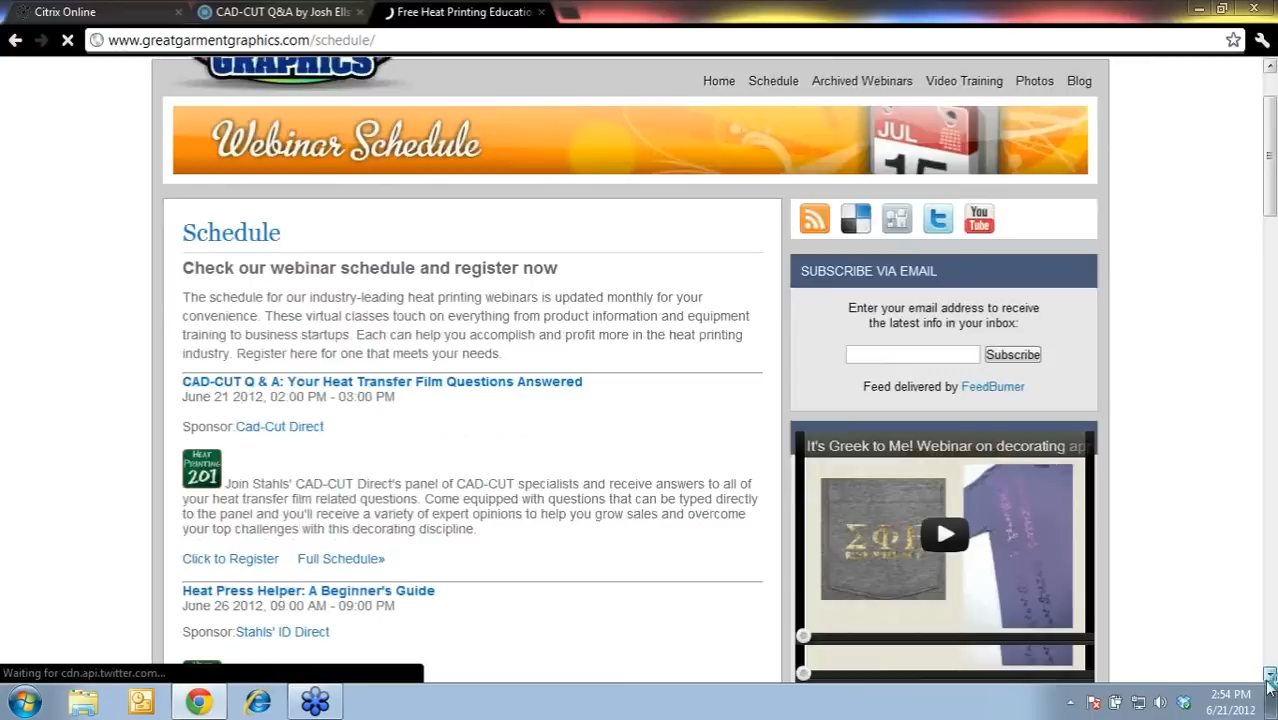 Citrix Online
CAD-CUT Q&A by Josh Ells
Free Heat Printing Educatio
www.greatgarmentgraphics.com/schedule/
GRAPHICS
Home Schedule Archived Webinars Video Training Photos Blog
Webinar Schedule
JUL
15
Schedule
Check our webinar schedule and register now
The schedule for our industry-leading heat printing webinars is updated monthly for your
convenience. These virtual classes touch on everything from product information and equipment
training to business startups. Each can help you accomplish and profit more in the heat printing
industry. Register here for one that meets your needs.
CAD-CUT Q & A: Your Heat Transfer Film Questions Answered
June 21 2012, 02:00 PM - 03:00 PM
Sponsor:Cad-Cut Direct
HEAT
PRINTING
201
Join Stahls' CAD-CUT Direct's panel of CAD-CUT specialists and receive answers to all of
your heat transfer film related questions. Come equipped with questions that can be typed directly
to the panel and you'll receive a variety of expert opinions to help you grow sales and overcome
your top challenges with this decorating discipline.
Click to Register Full Schedule»
Heat Press Helper: A Beginner's Guide
June 26 2012, 09:00 AM - 09:00 PM
Sponsor:Stahls' ID Direct
You
Tube
SUBSCRIBE VIA EMAIL
Enter your email address to receive
the latest info in your inbox:
Subscribe
Feed delivered by FeedBurner
It's Greek to Me! Webinar on decorating ap
ΣΦΓ
Waiting for cdn.api.twitter.com...
2:54 PM
6/21/2012